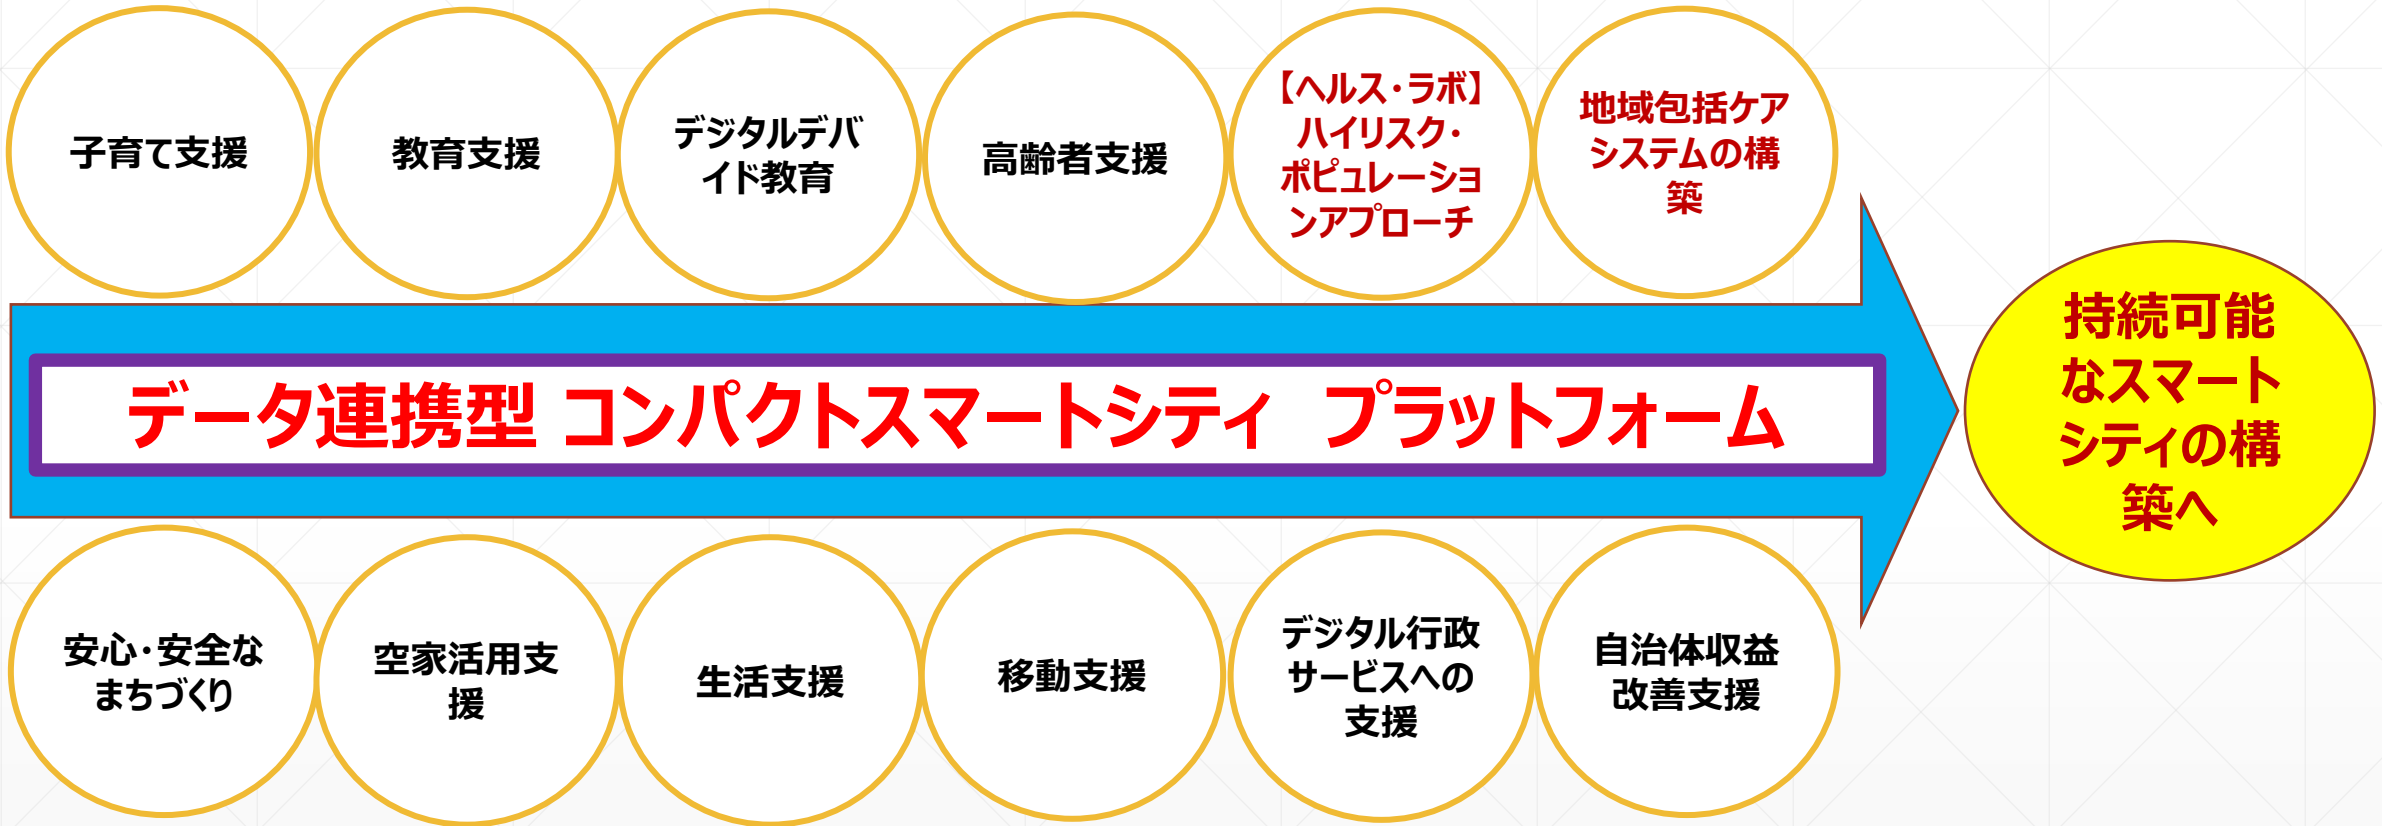 子育て支援
教育支援
デジタルデバ
イド教育
高齢者支援
【ヘルス・ラボ】
ハイリスク・
ポピュレーショ
ンアプローチ
地域包括ケア
システムの構
築
データ連携型 コンパクトスマートシティ プラットフォーム
持続可能
なスマート
シティの構
築へ
安心・安全な
まちづくり
空家活用支
援
生活支援
移動支援
デジタル行政
サービスへの
支援
自治体収益
改善支援